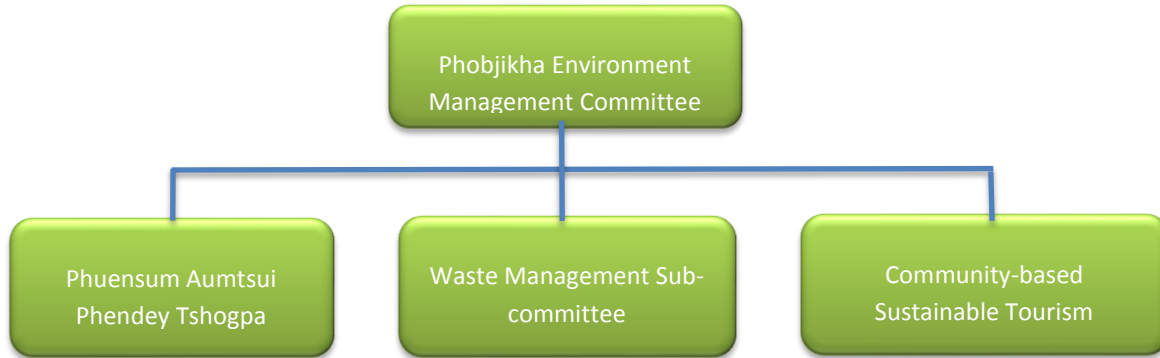 Phobjikha Environment
Management Committee
Phuensum Aumtsui
Phendey Tshogpa
Waste Management Sub-
committee
Community-based
Sustainable Tourism